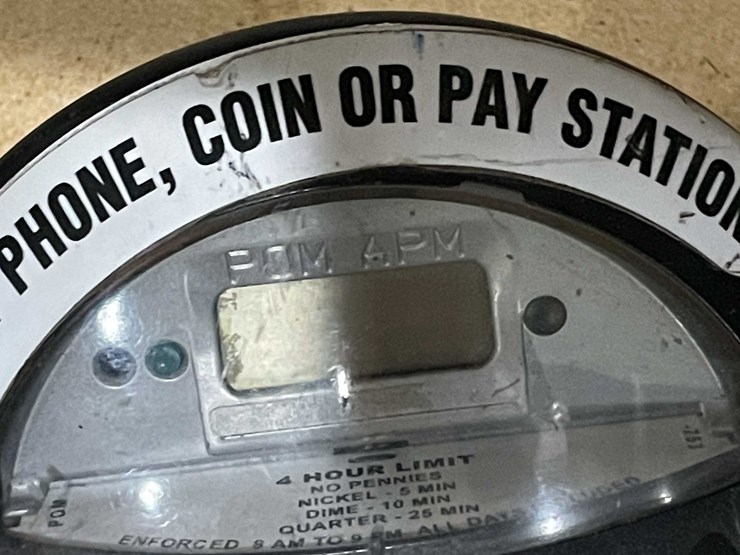 PHONE, COIN OR PAY STATION
POM APM
4 HOUR LIMIT
NO PENNIES
NICKEL - 5 MIN
DIME - 10 MIN
QUARTER - 25 MIN
ENFORCED 8 AM TO 9 PM ALL DAYS
POM